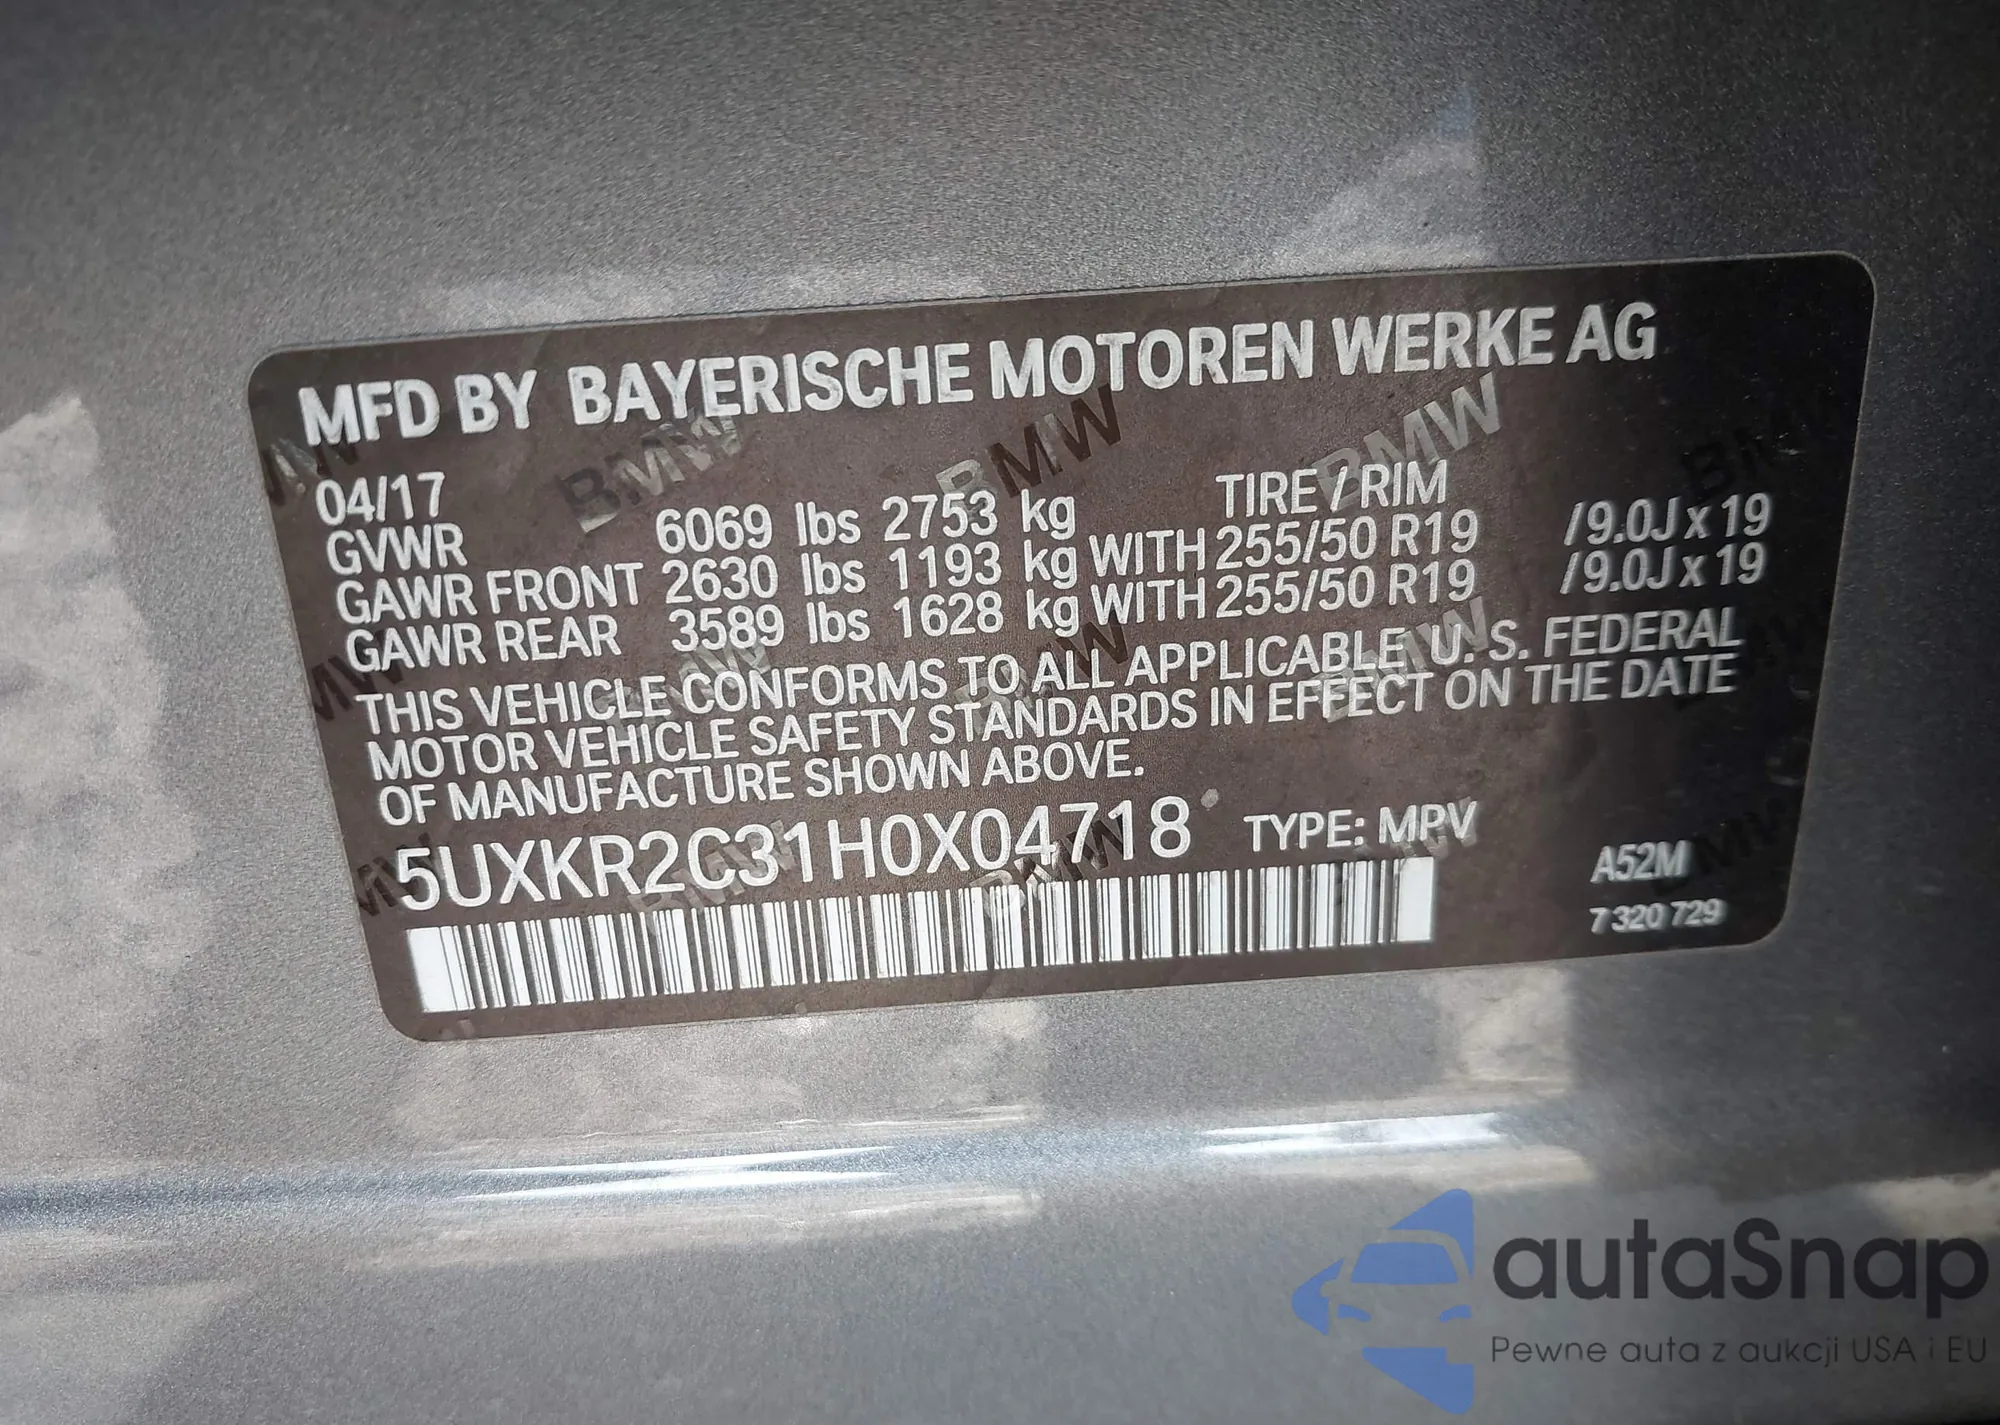 MFD BY BAYERISCHE MOTOREN WERKE AG
04/17 TIRE / RIM
GVWR 6069 lbs 2753 kg
GAWR FRONT 2630 lbs 1193 kg WITH 255/50 R19 /9.0J x 19
GAWR REAR 3589 lbs 1628 kg WITH 255/50 R19 /9.0J x 19
THIS VEHICLE CONFORMS TO ALL APPLICABLE U. S. FEDERAL
MOTOR VEHICLE SAFETY STANDARDS IN EFFECT ON THE DATE
OF MANUFACTURE SHOWN ABOVE.
5UXKR2C31H0X04718 TYPE: MPV
A52M
7 320 729
autaSnap
Pewne auta z aukcji USA i EU